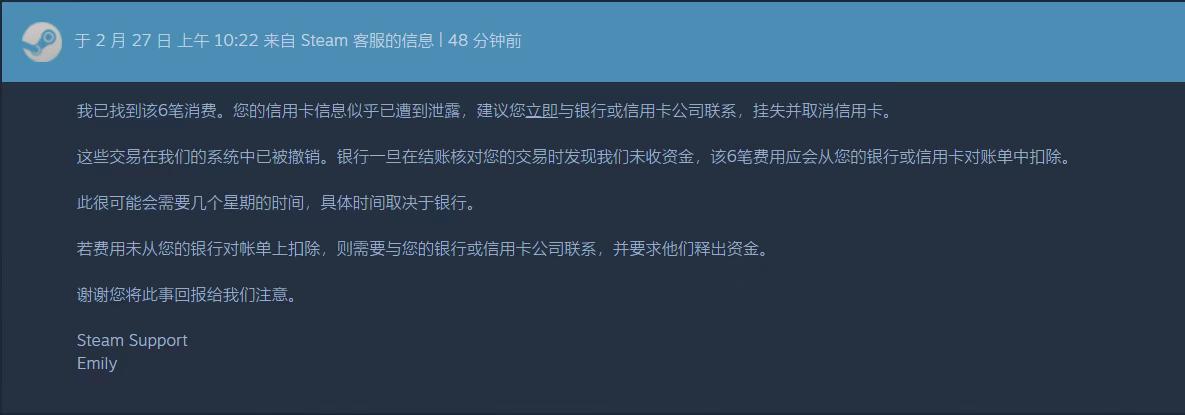 于 2 月 27 日 上午 10:22 来自 Steam 客服的信息 | 48 分钟前
我已找到该6笔消费。您的信用卡信息似乎已遭到泄露，建议您立即与银行或信用卡公司联系，挂失并取消信用卡。
这些交易在我们的系统中已被撤销。银行一旦在结账核对您的交易时发现我们未收资金，该6笔费用应会从您的银行或信用卡对账单中扣除。
此很可能会需要几个星期的时间，具体时间取决于银行。
若费用未从您的银行对帐单上扣除，则需要与您的银行或信用卡公司联系，并要求他们释出资金。
谢谢您将此事回报给我们注意。
Steam Support
Emily